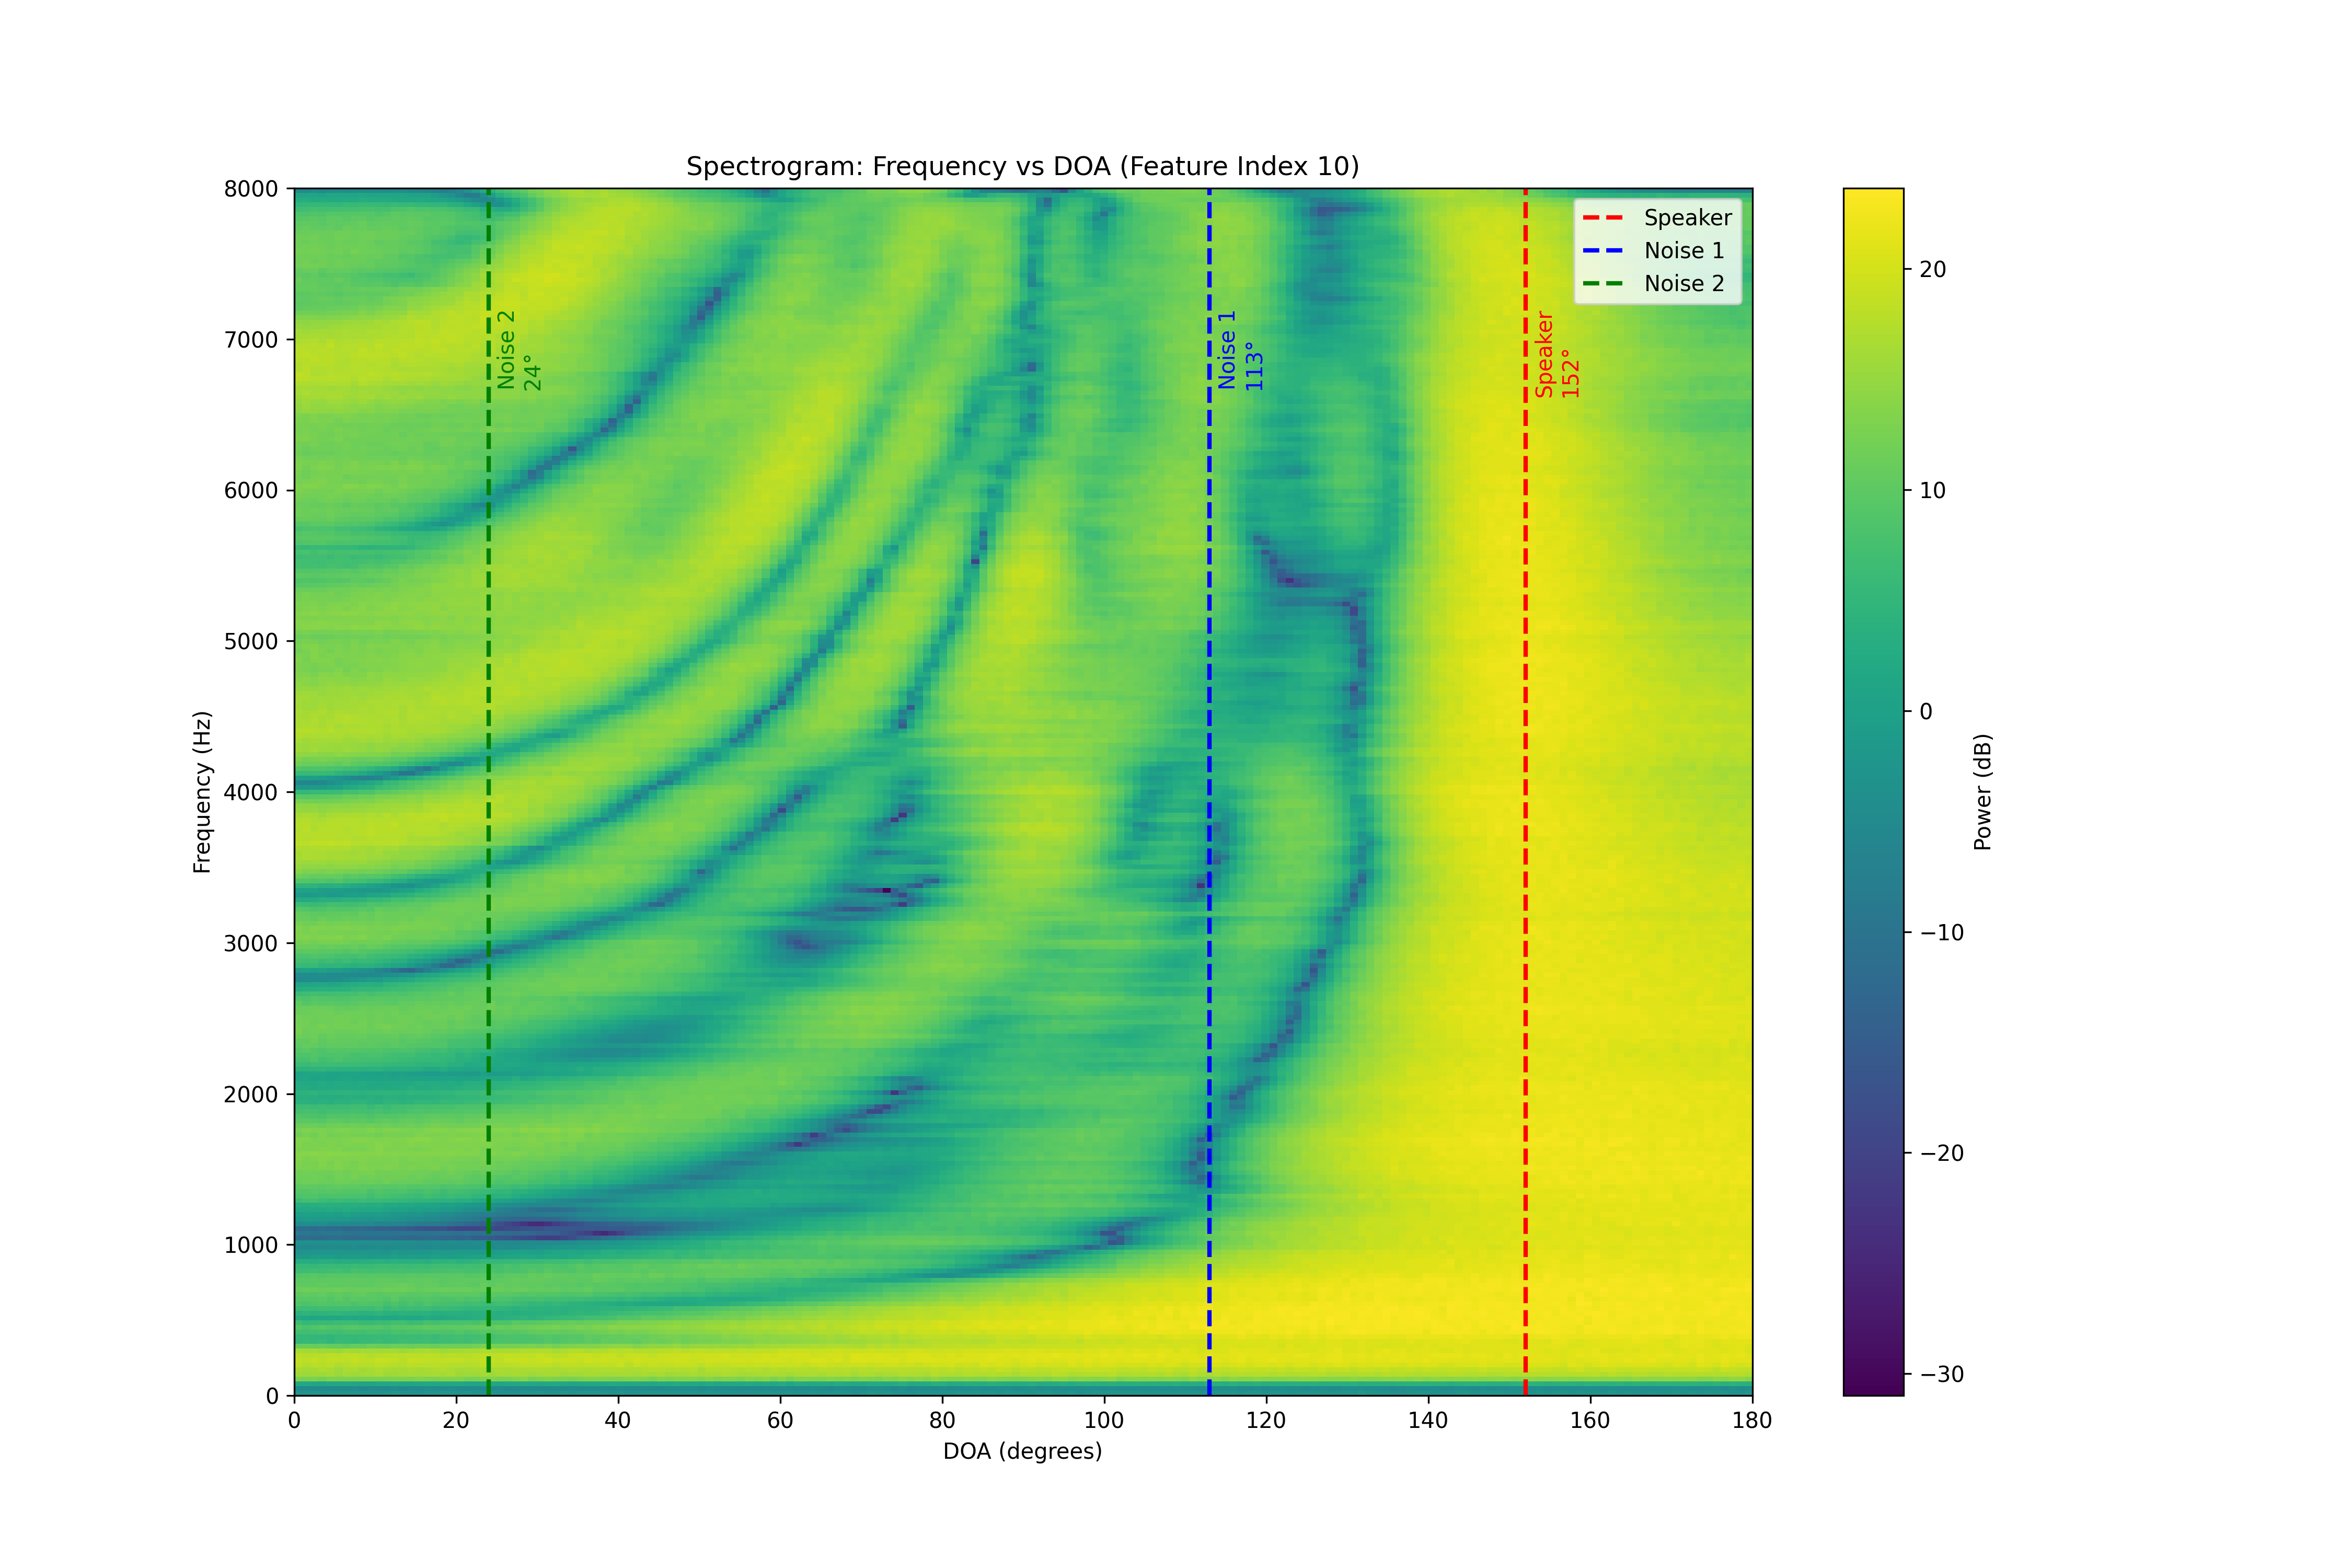 Spectrogram: Frequency vs DOA (Feature Index 10)
8000
7000
6000
5000
4000
3000
2000
1000
0
Frequency (Hz)
0 20 40 60 80 100 120 140 160 180
DOA (degrees)
Noise 2
24°
Noise 1
113°
Speaker
152°
Speaker
Noise 1
Noise 2
20
10
0
−10
−20
−30
Power (dB)